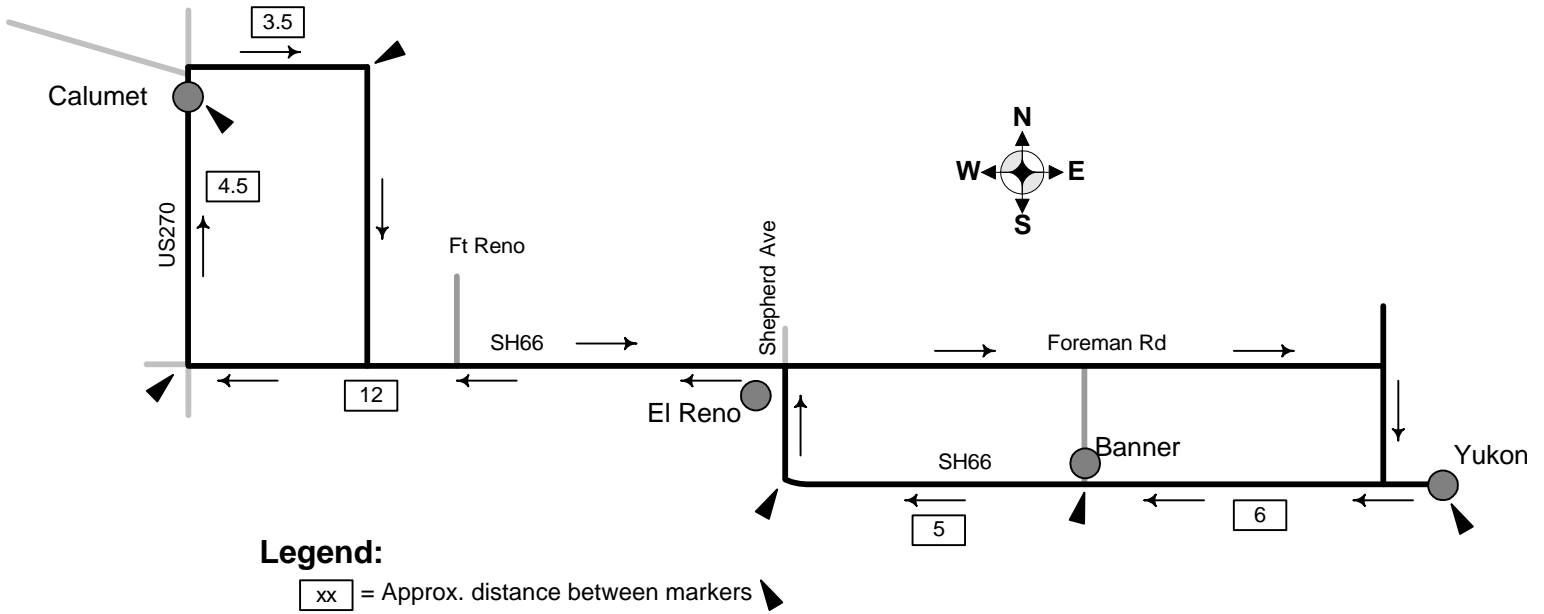 3.5
Calumet
N
W E
S
4.5
US270
Ft Reno
Shepherd Ave
SH66
Foreman Rd
12
El Reno
Banner
SH66
Yukon
5
6
Legend:
xx = Approx. distance between markers